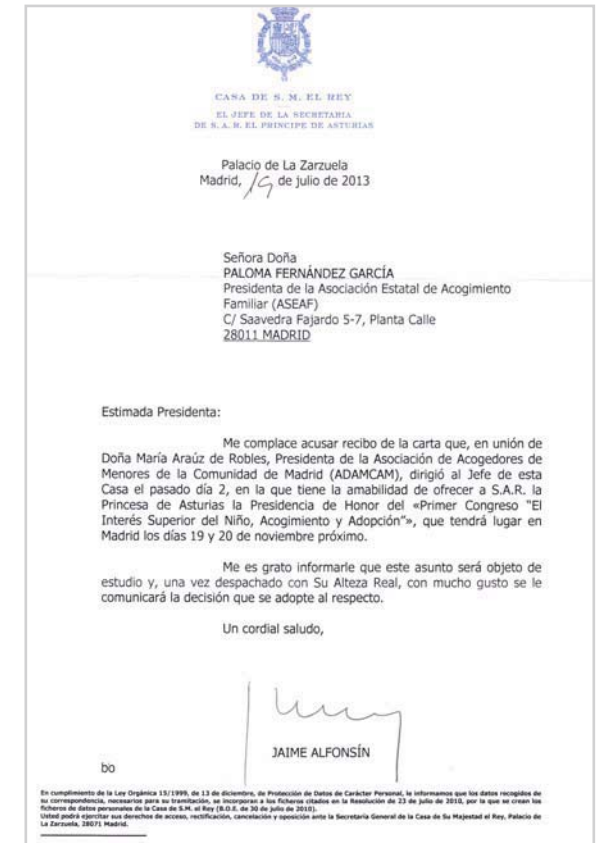 CASA DE S. M. EL REY
EL JEFE DE LA SECRETARIA
DE S. A. R. EL PRINCIPE DE ASTURIAS
Palacio de La Zarzuela
Madrid, 19 de julio de 2013
Señora Doña
PALOMA FERNÁNDEZ GARCÍA
Presidenta de la Asociación Estatal de Acogimiento
Familiar (ASEAF)
C/ Saavedra Fajardo 5-7, Planta Calle
28011 MADRID
Estimada Presidenta:
Me complace acusar recibo de la carta que, en unión de
Doña María Araúz de Robles, Presidenta de la Asociación de Acogedores de
Menores de la Comunidad de Madrid (ADAMCAM), dirigió al Jefe de esta
Casa el pasado día 2, en la que tiene la amabilidad de ofrecer a S.A.R. la
Princesa de Asturias la Presidencia de Honor del «Primer Congreso "El
Interés Superior del Niño, Acogimiento y Adopción"», que tendrá lugar en
Madrid los días 19 y 20 de noviembre próximo.
Me es grato informarle que este asunto será objeto de
estudio y, una vez despachado con Su Alteza Real, con mucho gusto se le
comunicará la decisión que se adopte al respecto.
Un cordial saludo,
JAIME ALFONSÍN
bo
En cumplimiento de la Ley Orgánica 15/1999, de 13 de diciembre, de Protección de Datos de Carácter Personal, le informamos que los datos recogidos de
su correspondencia, necesarios para su tramitación, se incorporan a los ficheros citados en la Resolución de 23 de julio de 2010, por la que se crean los
ficheros de datos personales de la Casa de S.M. el Rey (B.O.E. de 30 de julio de 2010).
Usted podrá ejercitar sus derechos de acceso, rectificación, cancelación y oposición ante la Secretaría General de la Casa de Su Majestad el Rey, Palacio de
La Zarzuela, 28071 Madrid.